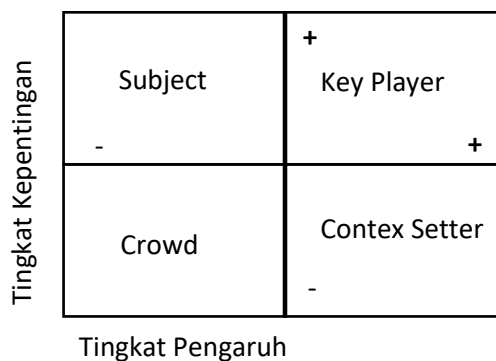 Tingkat Kepentingan
+
Subject
Key Player
-
+
Crowd
Contex Setter
-
Tingkat Pengaruh